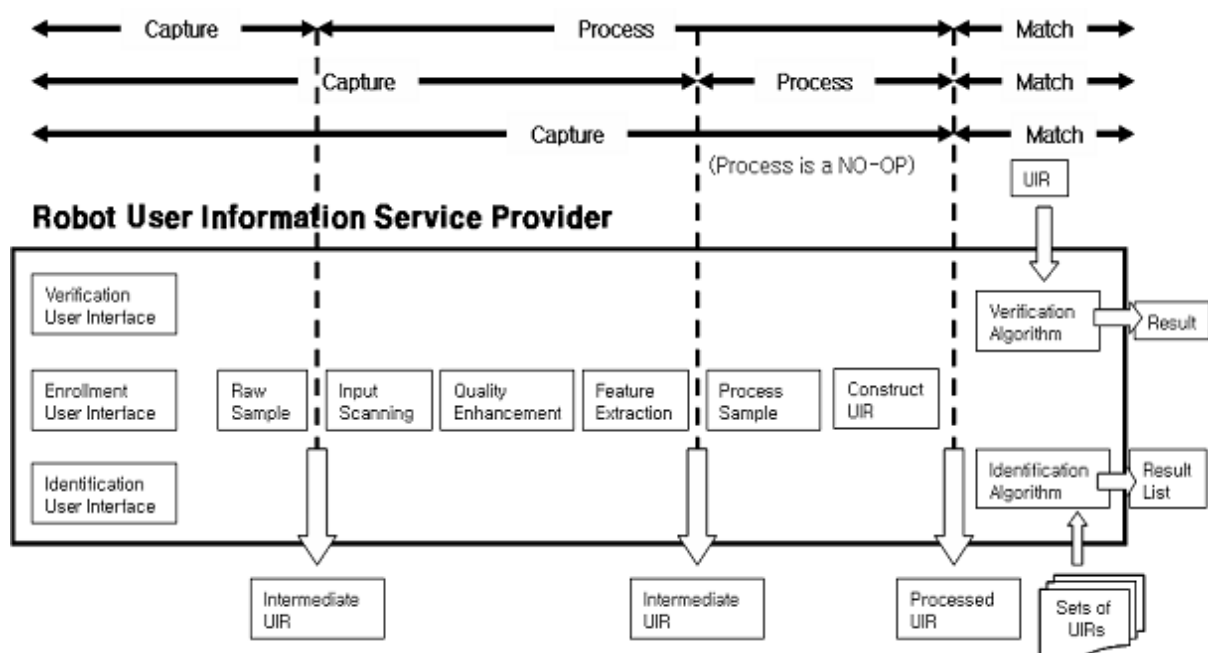 Capture Process Match
Capture Process Match
Capture Match
(Process is a NO-OP)
UIR
Robot User Information Service Provider
Verification
User Interface
Verification
Algorithm
Result
Enrollment
User Interface
Raw
Sample
Input
Scanning
Quality
Enhancement
Feature
Extraction
Process
Sample
Construct
UIR
Identification
User Interface
Identification
Algorithm
Result
List
Intermediate
UIR
Intermediate
UIR
Processed
UIR
Sets of
UIRs